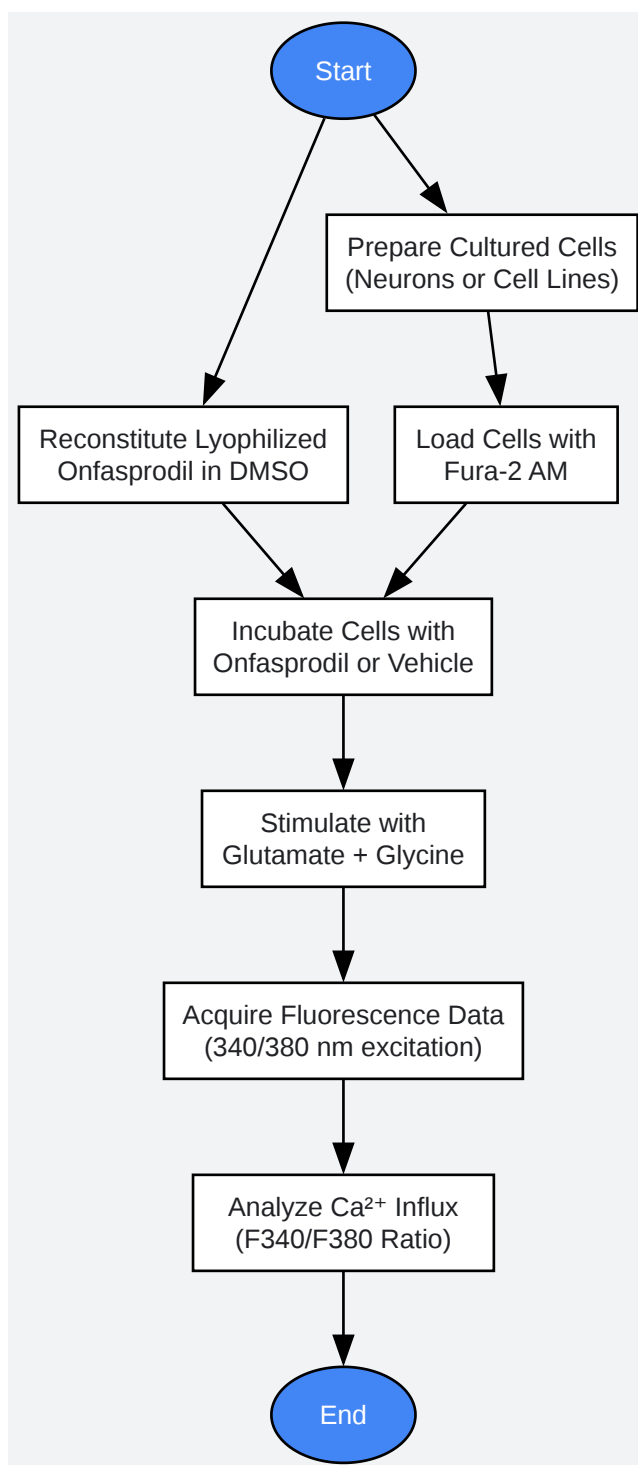 Start
Prepare Cultured Cells
(Neurons or Cell Lines)
Reconstitute Lyophilized
Onfasprodil in DMSO
Load Cells with
Fura-2 AM
Incubate Cells with
Onfasprodil or Vehicle
Stimulate with
Glutamate + Glycine
Acquire Fluorescence Data
(340/380 nm excitation)
Analyze Ca²⁺ Influx
(F340/F380 Ratio)
End